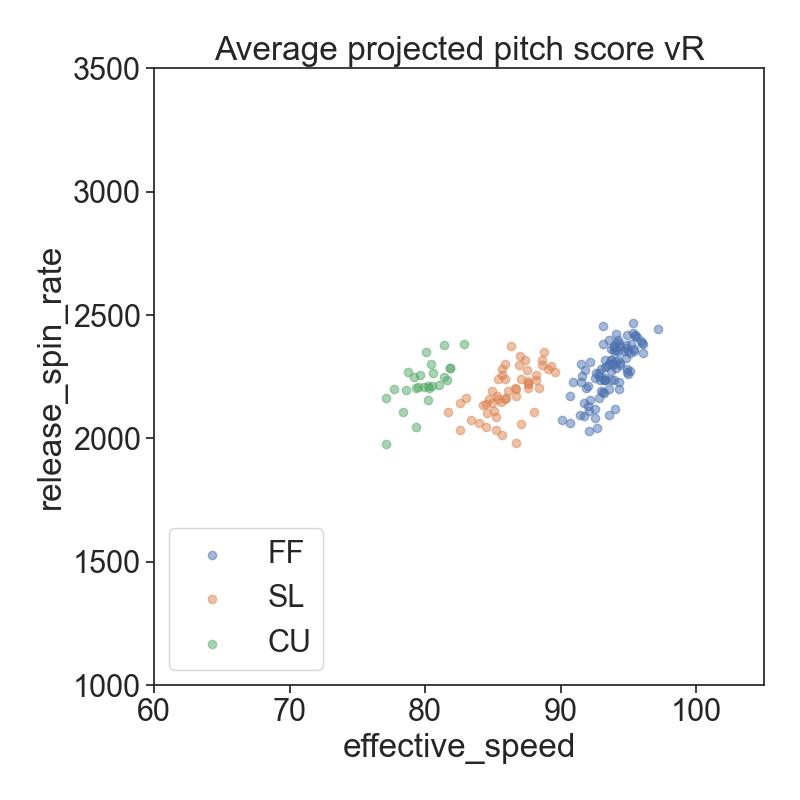 Average projected pitch score vR
release_spin_rate
3500
3000
2500
2000
1500
1000
FF
SL
CU
60
70
80
90
100
effective_speed